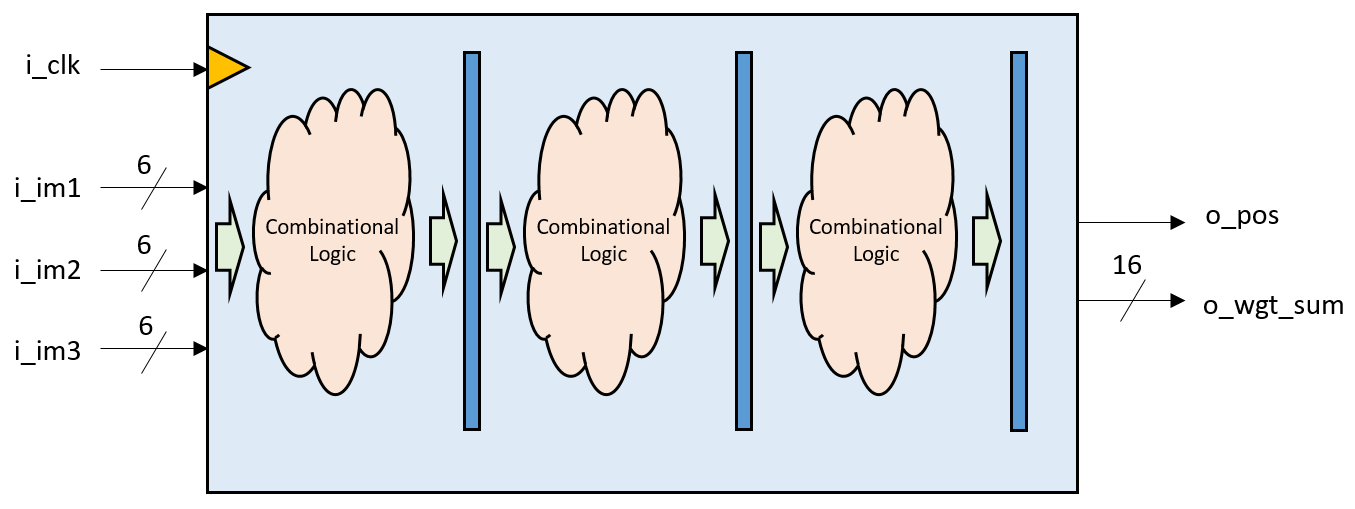 i_clk
i_im1
6
i_im2
6
i_im3
6
Combinational
Logic
Combinational
Logic
Combinational
Logic
o_pos
16
o_wgt_sum